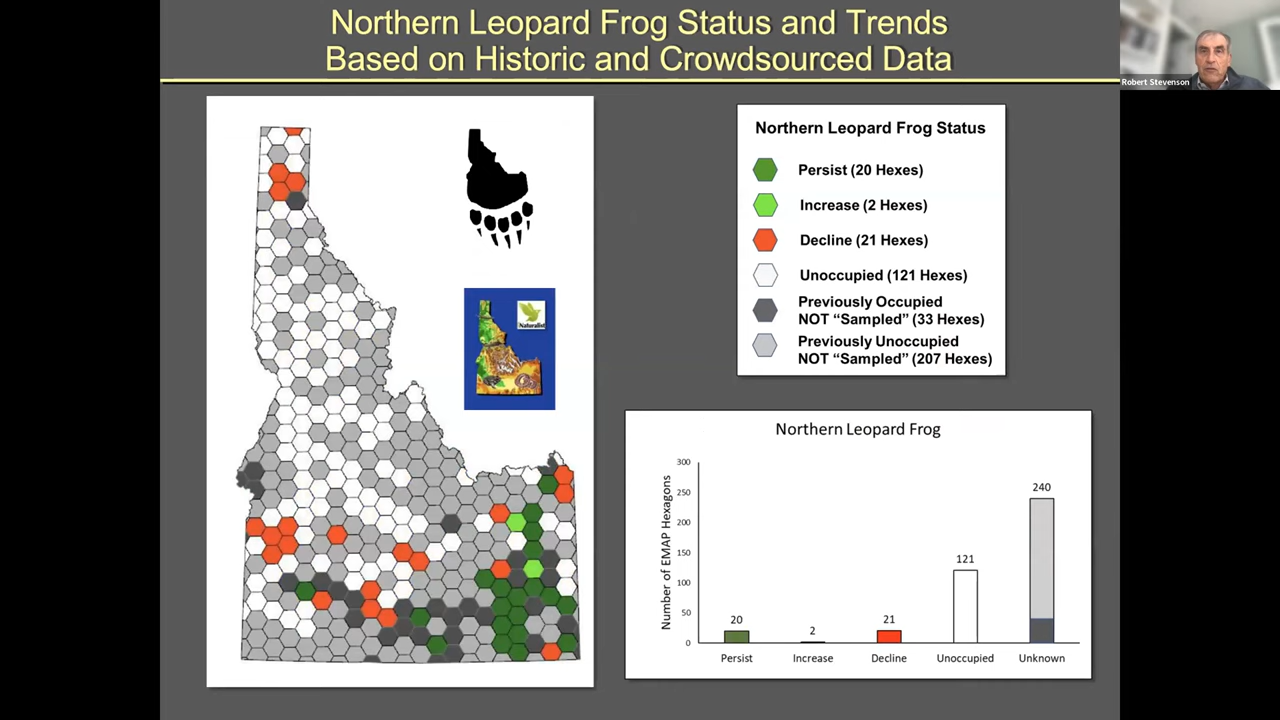 Northern Leopard Frog Status and Trends
Based on Historic and Crowdsourced Data
Robert Stevenson
Naturalist
Northern Leopard Frog Status
Persist (20 Hexes)
Increase (2 Hexes)
Decline (21 Hexes)
Unoccupied (121 Hexes)
Previously Occupied
NOT “Sampled” (33 Hexes)
Previously Unoccupied
NOT “Sampled” (207 Hexes)
Northern Leopard Frog
Number of EMAP Hexagons
300
250
200
150
100
50
0
20
2
21
121
240
Persist
Increase
Decline
Unoccupied
Unknown